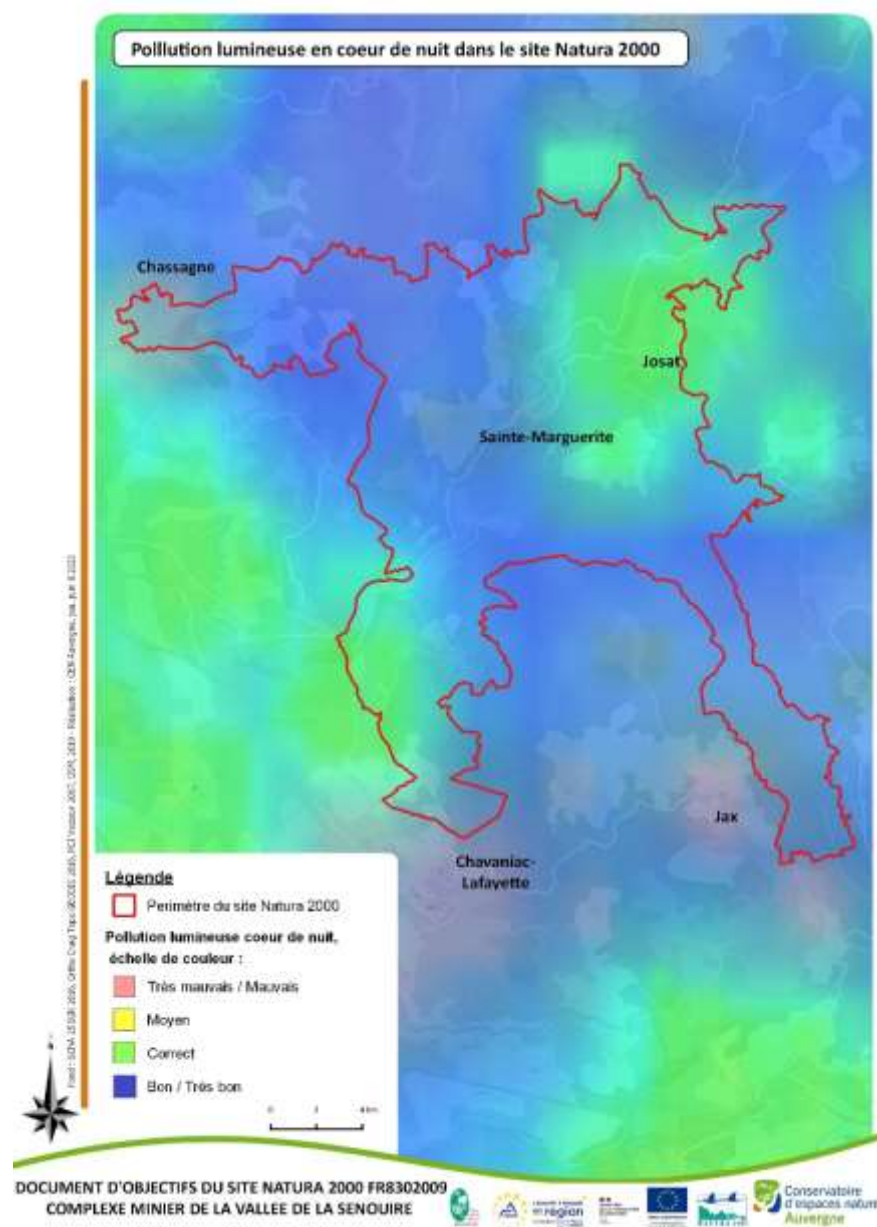 Polllution lumineuse en coeur de nuit dans le site Natura 2000
Chassagne
Josat
Sainte-Marguerite
Jax
Chavaniac-
Lafayette
Légende
Perimètre du site Natura 2000
Pollution lumineuse coeur de nuit,
échelle de couleur :
Très mauvais / Mauvais
Moyen
Correct
Bon / Très bon
DOCUMENT D'OBJECTIFS DU SITE NATURA 2000 FR8302009
COMPLEXE MINIER DE LA VALLEE DE LA SENOUIRE
Conservatoire
d'espaces nature
Auvergne